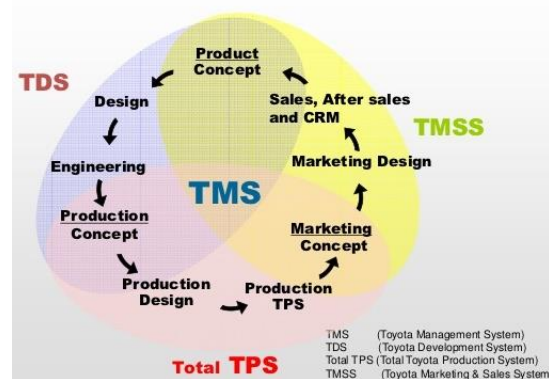 Product
Concept
TDS
Design
Sales, After sales
and CRM
TMSS
Engineering
Marketing Design
TMS
Production
Concept
Marketing
Concept
Production
Design
Production
TPS
Total TPS
TMS (Toyota Management System)
TDS (Toyota Development System)
Total TPS (Total Toyota Production System)
TMSS (Toyota Marketing & Sales System